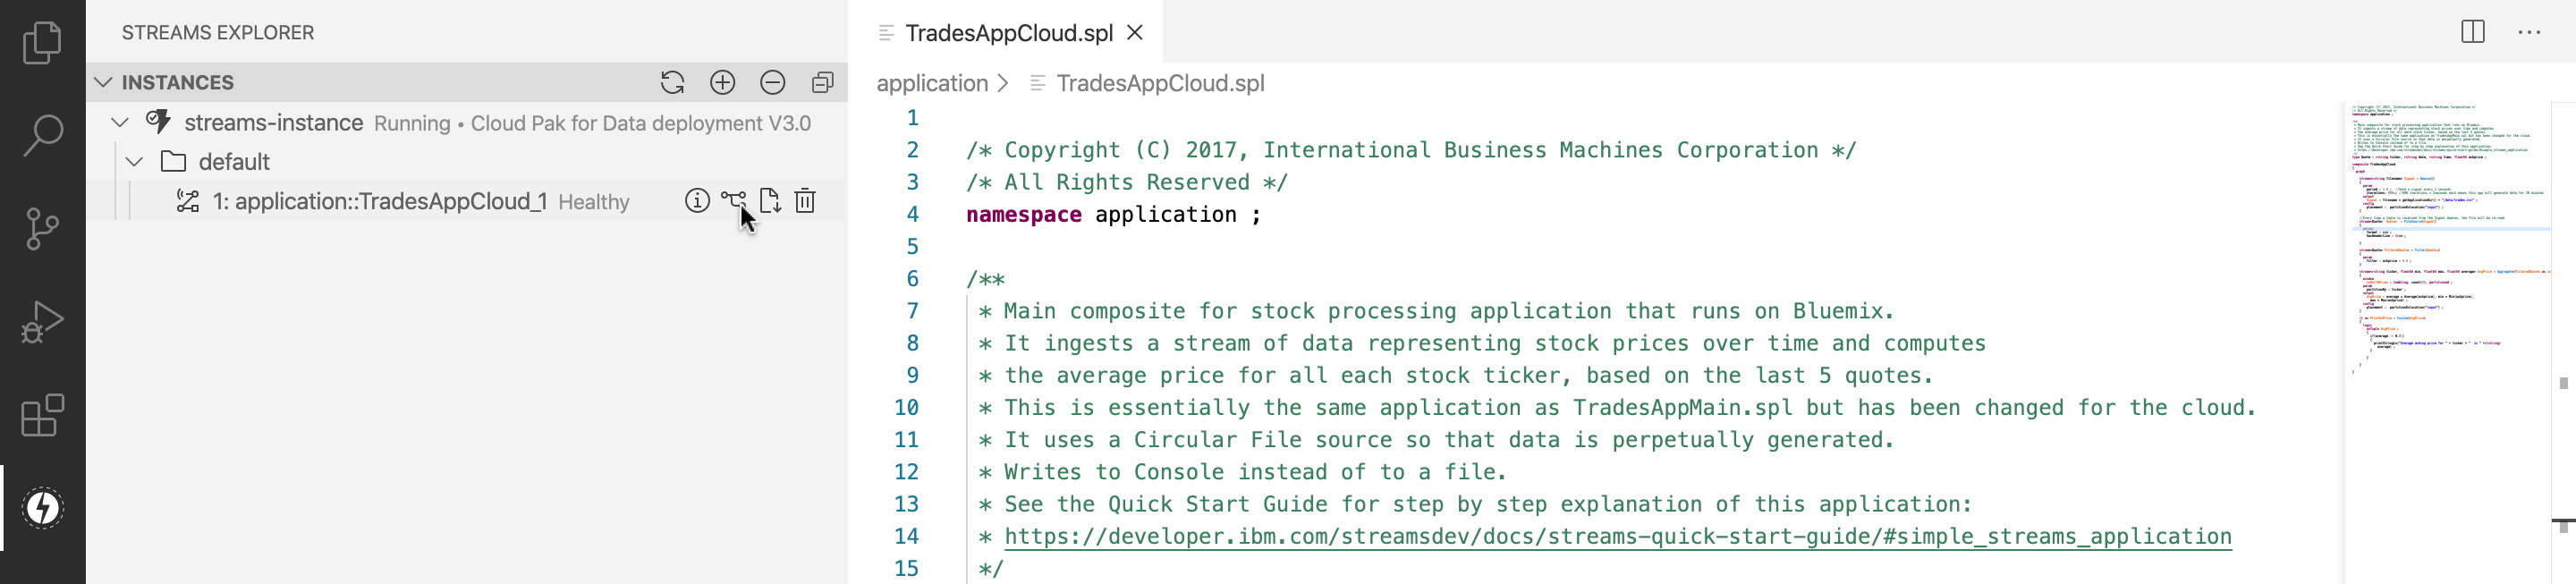 STREAMS EXPLORER
INSTANCES
streams-instance Running • Cloud Pak for Data deployment V3.0
default
1: application::TradesAppCloud_1 Healthy
TradesAppCloud.spl
application > TradesAppCloud.spl
1
2 /* Copyright (C) 2017, International Business Machines Corporation */
3 /* All Rights Reserved */
4 namespace application ;
5
6 /**
7 * Main composite for stock processing application that runs on Bluemix.
8 * It ingests a stream of data representing stock prices over time and computes
9 * the average price for all each stock ticker, based on the last 5 quotes.
10 * This is essentially the same application as TradesAppMain.spl but has been changed for the cloud.
11 * It uses a Circular File source so that data is perpetually generated.
12 * Writes to Console instead of to a file.
13 * See the Quick Start Guide for step by step explanation of this application:
14 * https://developer.ibm.com/streamsdev/docs/streams-quick-start-guide/#simple_streams_application
15 */